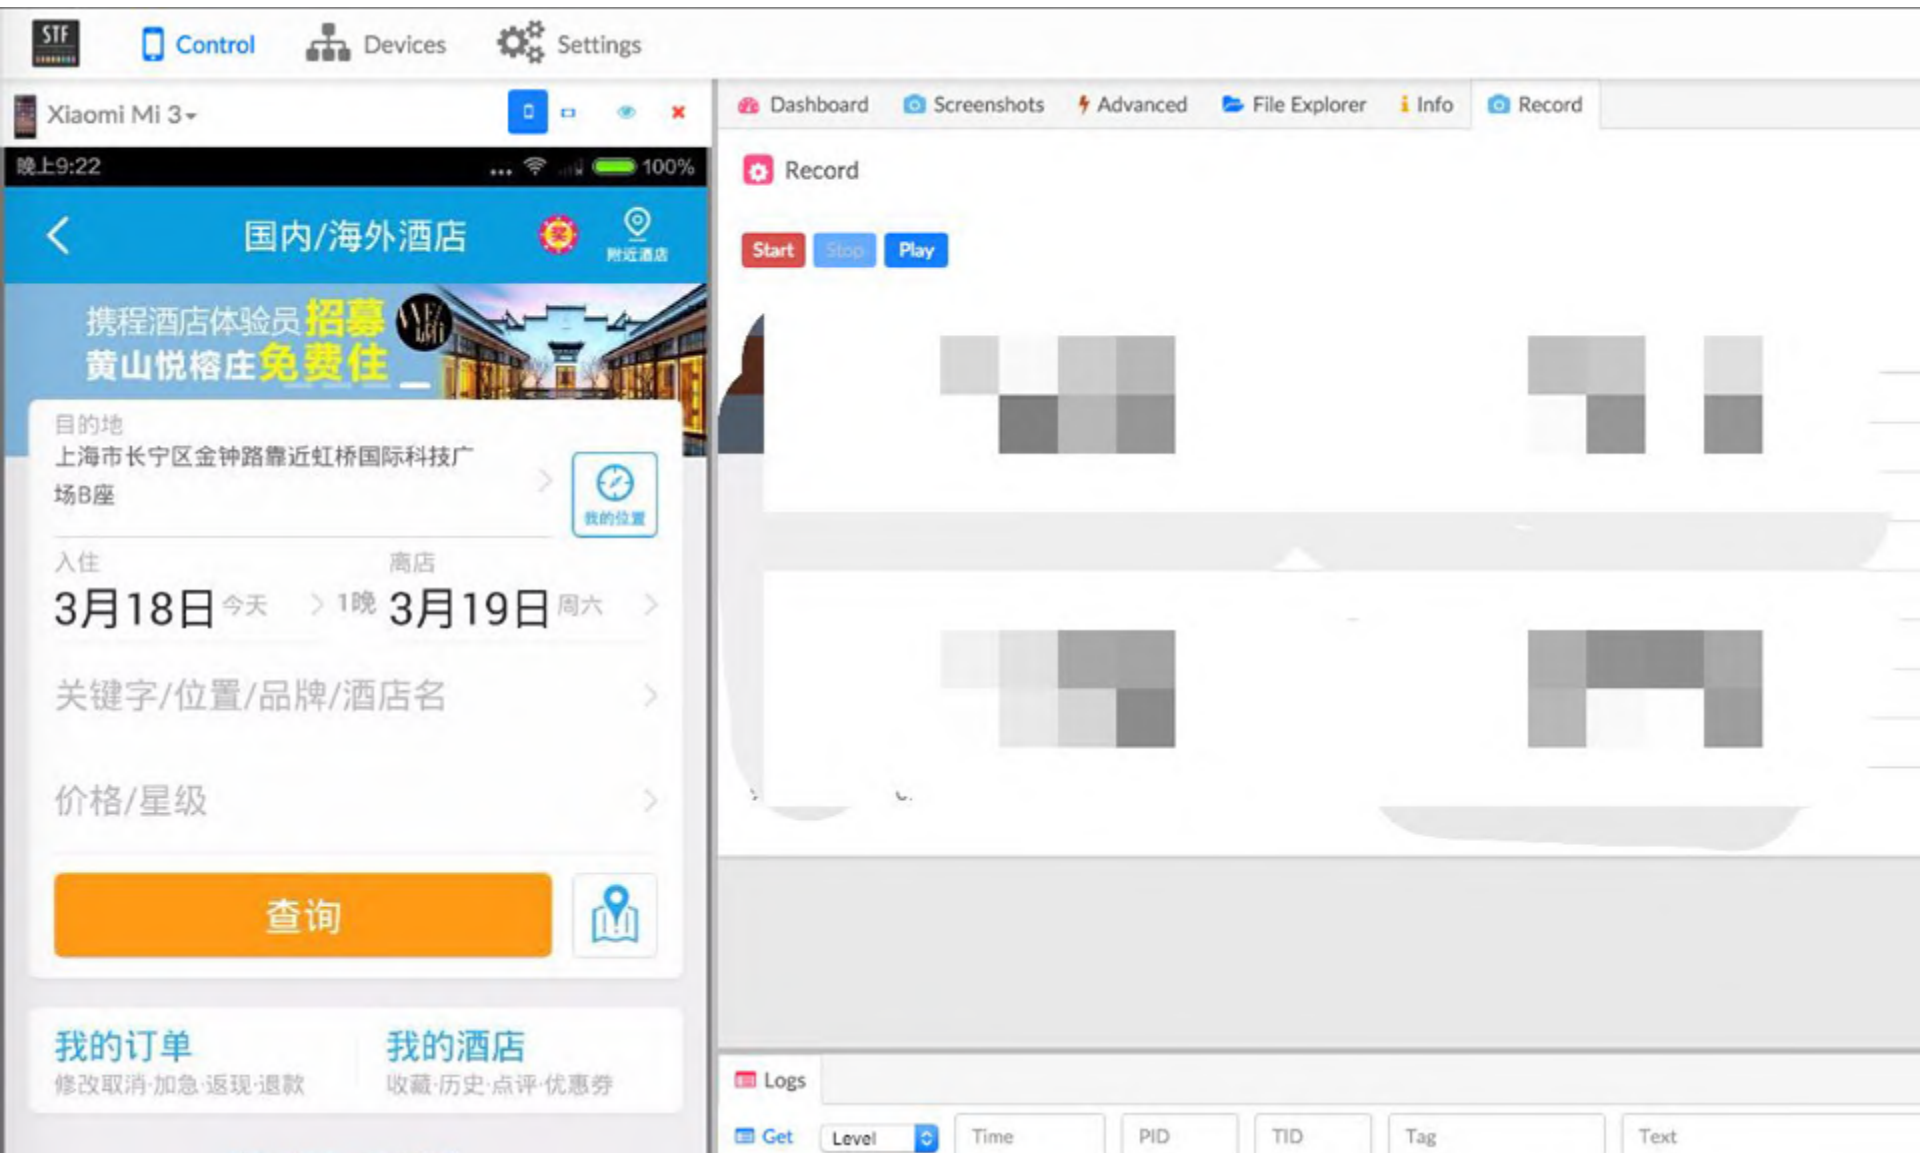 STF
Control Devices Settings
Xiaomi Mi 3
Dashboard Screenshots Advanced File Explorer Info Record
晚上9:22
100%
国内/海外酒店
奖
附近酒店
携程酒店体验员招募
黄山悦榕庄免费住
目的地
上海市长宁区金钟路靠近虹桥国际科技广
场B座
我的位置
入住 离店
3月18日今天 1晚 3月19日周六
关键字/位置/品牌/酒店名
价格/星级
查询
我的订单 我的酒店
修改取消·加急·返现·退款 收藏·历史·点评·优惠券
Record
Start Stop Play
Logs
Get Level Time PID TID Tag Text